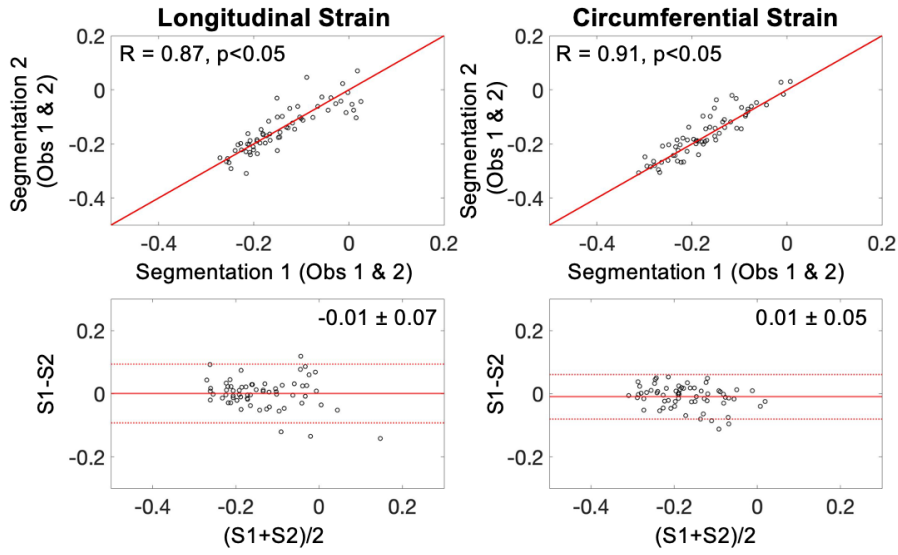 Longitudinal Strain
0.2
0
-0.2
-0.4
Segmentation 2
(Obs 1 & 2)
R = 0.87, p<0.05
-0.4 -0.2 0 0.2
Segmentation 1 (Obs 1 & 2)
Circumferential Strain
0.2
0
-0.2
-0.4
Segmentation 2
(Obs 1 & 2)
R = 0.91, p<0.05
-0.4 -0.2 0 0.2
Segmentation 1 (Obs 1 & 2)
0.2
0
-0.2
S1-S2
-0.01 ± 0.07
-0.4 -0.2 0 0.2
(S1+S2)/2
0.2
0
-0.2
S1-S2
0.01 ± 0.05
-0.4 -0.2 0 0.2
(S1+S2)/2